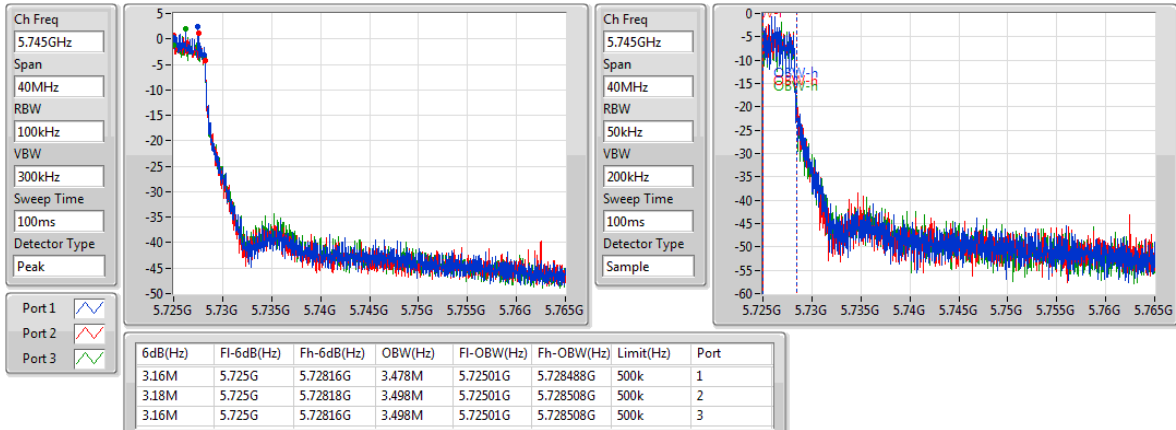 Ch Freq
5.745GHz
Span
40MHz
RBW
100kHz
VBW
300kHz
Sweep Time
100ms
Detector Type
Peak
5
0
-5
-10
-15
-20
-25
-30
-35
-40
-45
-50
5.725G 5.73G 5.735G 5.74G 5.745G 5.75G 5.755G 5.76G 5.765G
Port 1
Port 2
Port 3
Ch Freq
5.745GHz
Span
40MHz
RBW
50kHz
VBW
200kHz
Sweep Time
100ms
Detector Type
Sample
0
-5
-10
-15
-20
-25
-30
-35
-40
-45
-50
-55
-60
OBW-h
OBW-h
5.725G 5.73G 5.735G 5.74G 5.745G 5.75G 5.755G 5.76G 5.765G
6dB(Hz) Fl-6dB(Hz) Fh-6dB(Hz) OBW(Hz) Fl-OBW(Hz) Fh-OBW(Hz) Limit(Hz) Port
3.16M 5.725G 5.72816G 3.478M 5.72501G 5.728488G 500k 1
3.18M 5.725G 5.72818G 3.498M 5.72501G 5.728508G 500k 2
3.16M 5.725G 5.72816G 3.498M 5.72501G 5.728508G 500k 3